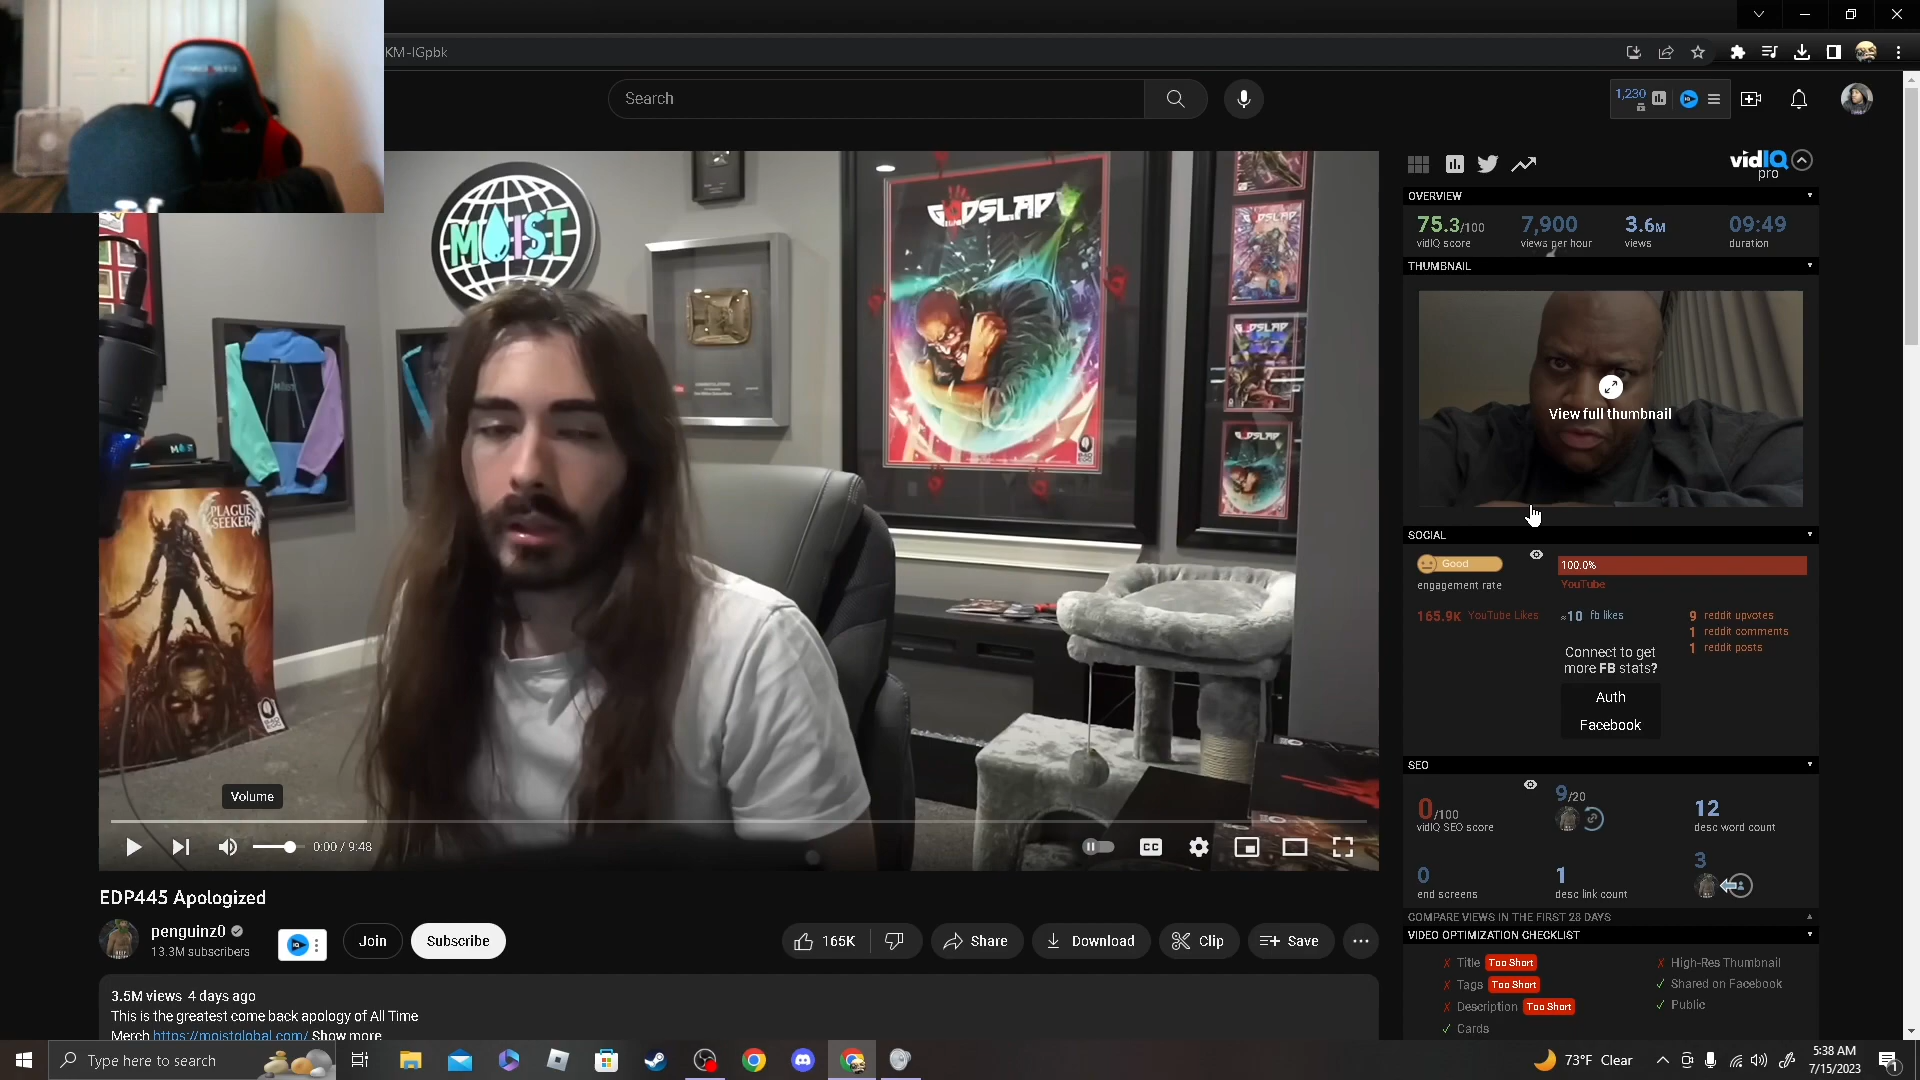 KM-IGpbk
Search
1,230
vidIQ
pro
OVERVIEW
75.3/100
vidIQ score
7,900
views per hour
3.6M
views
09:49
duration
THUMBNAIL
View full thumbnail
SOCIAL
Good
engagement rate
100.0%
YouTube
165.9K YouTube Likes
≈10 fb likes
9 reddit upvotes
1 reddit comments
1 reddit posts
Connect to get
more FB stats?
Auth
Facebook
SEO
0/100
vidIQ SEO score
9/20
12
desc word count
0
end screens
1
desc link count
3
COMPARE VIEWS IN THE FIRST 28 DAYS
VIDEO OPTIMIZATION CHECKLIST
✗ Title Too Short
✗ Tags Too Short
✗ Description Too Short
✓ Cards
✗ High-Res Thumbnail
✓ Shared on Facebook
✓ Public
MOIST
GODSLAP
GODSLAP
GODSLAP
GODSLAP
MOIST
PLAGUE
SEEKER
Volume
0:00 / 9:48
CC
EDP445 Apologized
penguinz0
13.3M subscribers
Join
Subscribe
165K
Share
Download
Clip
Save
3.5M views 4 days ago
This is the greatest come back apology of All Time
Merch https://moistglobal.com/ Show more
Type here to search
73°F Clear
5:38 AM
7/15/2023
1